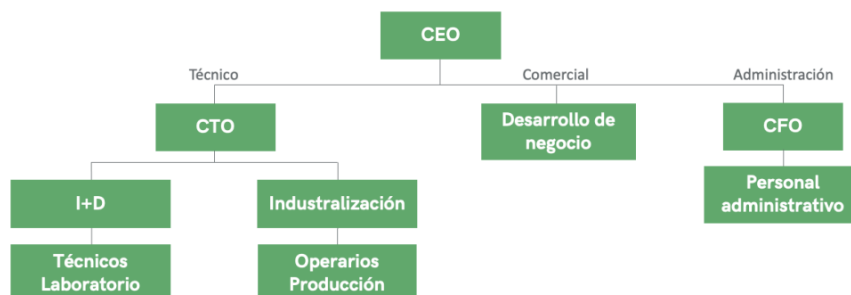 CEO
Técnico
Comercial
Administración
CTO
Desarrollo de
negocio
CFO
I+D
Industralización
Personal
administrativo
Técnicos
Laboratorio
Operarios
Producción